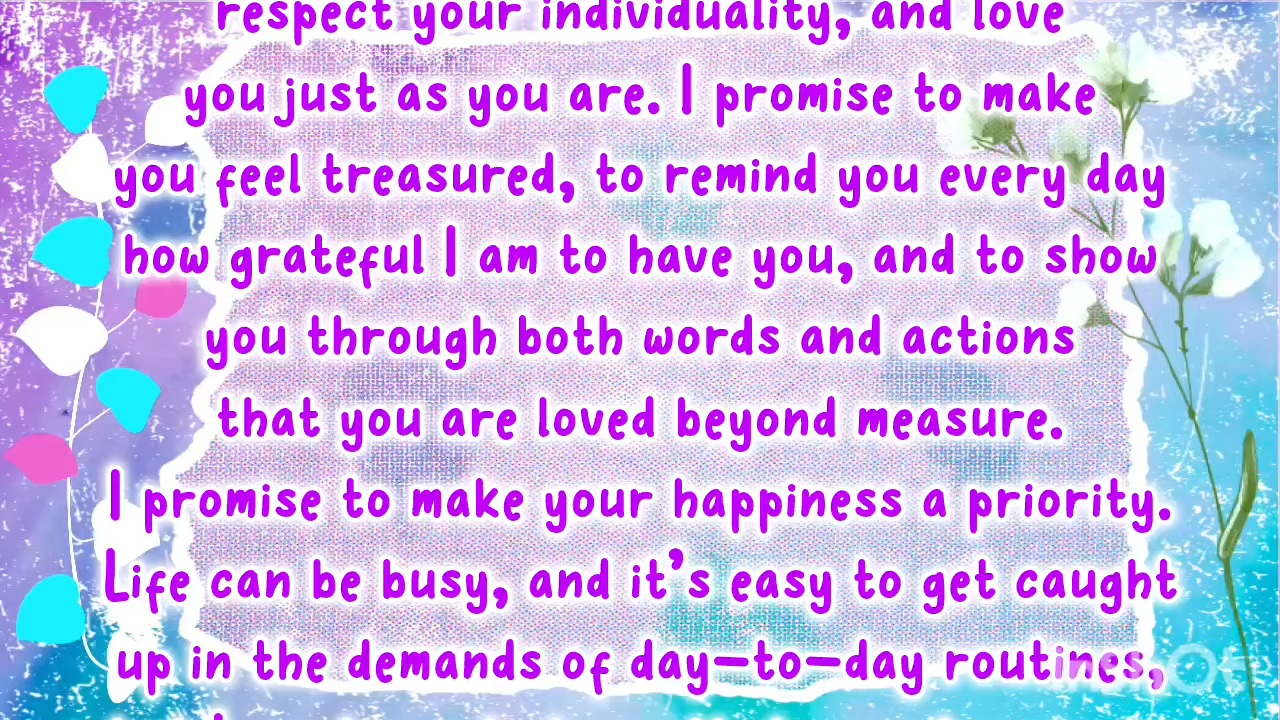 respect your individuality, and love
you just as you are. I promise to make
you feel treasured, to remind you every day
how grateful I am to have you, and to show
you through both words and actions
that you are loved beyond measure.
I promise to make your happiness a priority.
Life can be busy, and it's easy to get caught
up in the demands of day-to-day routines,